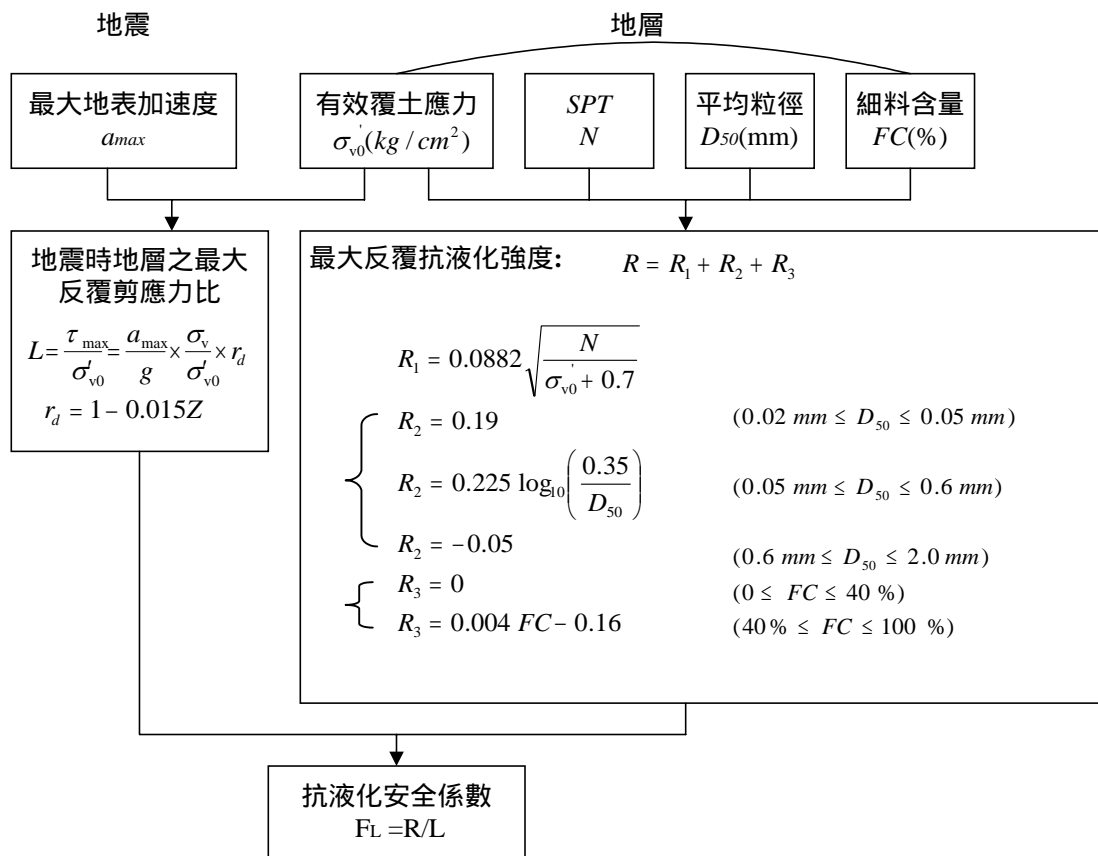 地震
地層
最大地表加速度
amax
有效覆土應力
σ'v0(kg/cm²)
SPT
N
平均粒徑
D50(mm)
細料含量
FC(%)
地震時地層之最大
反覆剪應力比
L=τmax/σ'v0=amax/g×σv/σ'v0×rd
rd = 1−0.015Z
最大反覆抗液化強度: R = R1 + R2 + R3
R1 = 0.0882√(N/(σv0' + 0.7))
R2 = 0.19 (0.02 mm ≤ D50 ≤ 0.05 mm)
R2 = 0.225 log10(0.35/D50) (0.05 mm ≤ D50 ≤ 0.6 mm)
R2 = −0.05 (0.6 mm ≤ D50 ≤ 2.0 mm)
R3 = 0 (0 ≤ FC ≤ 40 %)
R3 = 0.004 FC − 0.16 (40% ≤ FC ≤ 100 %)
抗液化安全係數
FL =R/L